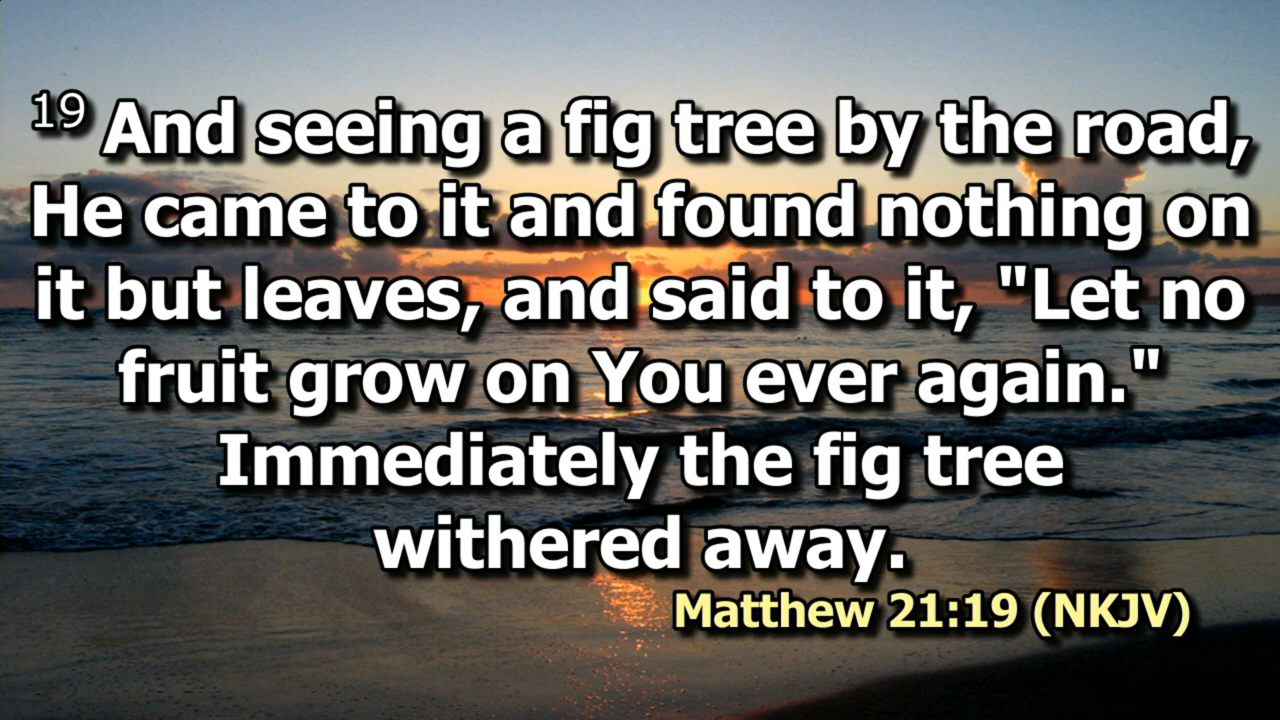 19 And seeing a fig tree by the road,
He came to it and found nothing on
it but leaves, and said to it, "Let no
fruit grow on You ever again."
Immediately the fig tree
withered away.
Matthew 21:19 (NKJV)